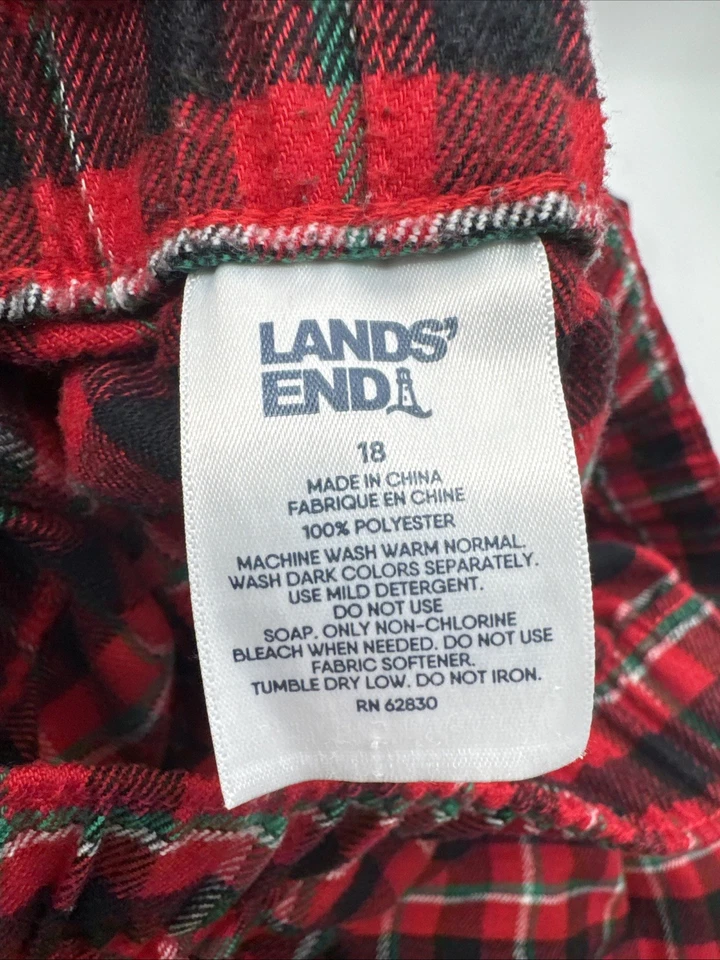 LANDS'
END
18
MADE IN CHINA
FABRIQUE EN CHINE
100% POLYESTER
MACHINE WASH WARM NORMAL.
WASH DARK COLORS SEPARATELY.
USE MILD DETERGENT.
DO NOT USE
SOAP. ONLY NON-CHLORINE
BLEACH WHEN NEEDED. DO NOT USE
FABRIC SOFTENER.
TUMBLE DRY LOW. DO NOT IRON.
RN 62830